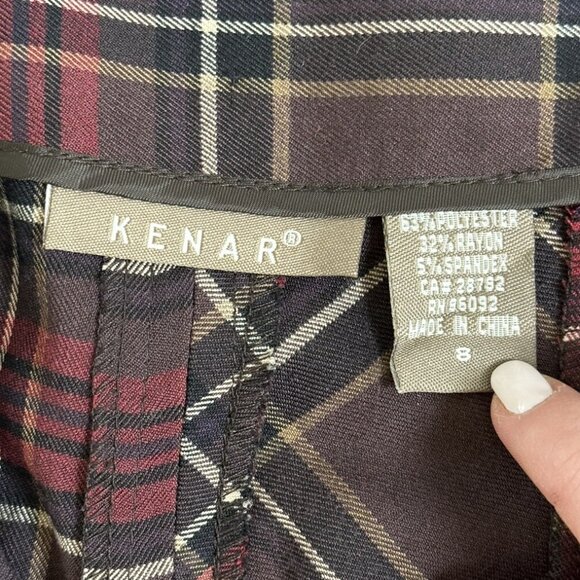 KENAR®
63% POLYESTER
32% RAYON
5% SPANDEX
CA# 28792
RN #6092
MADE IN CHINA
8